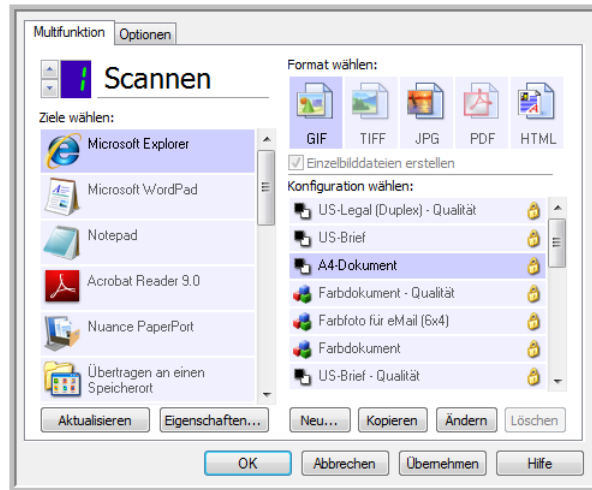 Multifunktion Optionen
1 Scannen
Ziele wählen:
Microsoft Explorer
Microsoft WordPad
Notepad
Acrobat Reader 9.0
Nuance PaperPort
Übertragen an einen
Speicherort
Aktualisieren Eigenschaften...
Format wählen:
GIF TIFF JPG PDF HTML
Einzelbilddateien erstellen
Konfiguration wählen:
US-Legal (Duplex) - Qualität
US-Brief
A4-Dokument
Farbdokument - Qualität
Farbfoto für eMail (6x4)
Farbdokument
US-Brief - Qualität
Neu... Kopieren Ändern Löschen
OK Abbrechen Übernehmen Hilfe